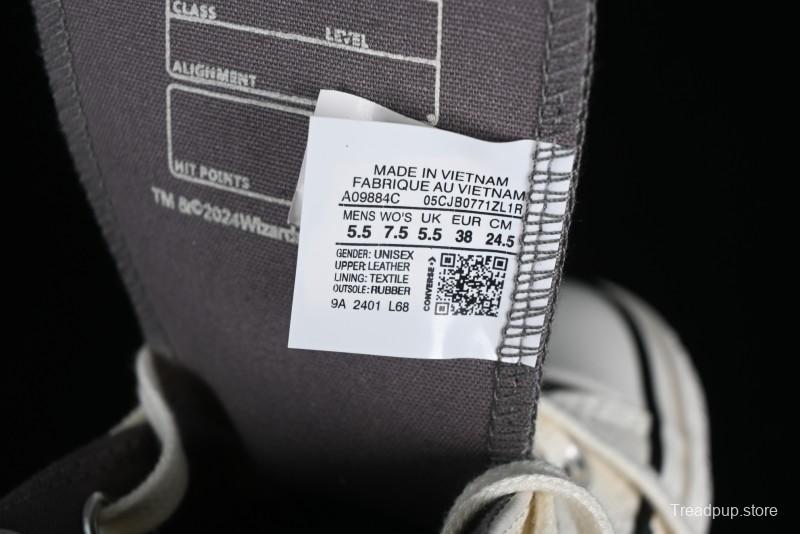 CLASS
LEVEL
ALIGNMENT
HIT POINTS
TM &©2024Wizards
MADE IN VIETNAM
FABRIQUE AU VIETNAM
A09884C 05CJB0771ZL1R
MENS WO'S UK EUR CM
5.5 7.5 5.5 38 24.5
GENDER: UNISEX
UPPER: LEATHER
LINING: TEXTILE
OUTSOLE: RUBBER
9A 2401 L68
CONVERSE
Treadpup.store